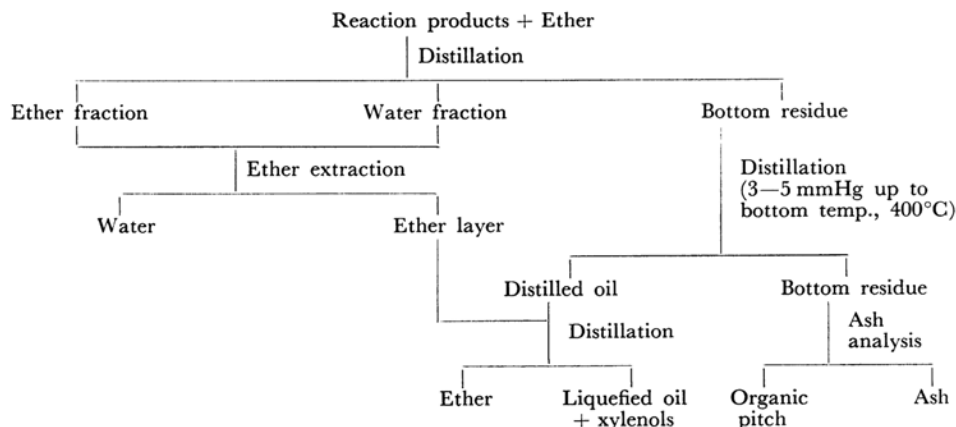 Reaction products + Ether
Distillation
Ether fraction
Water fraction
Bottom residue
Ether extraction
Distillation
(3—5 mmHg up to
bottom temp., 400°C)
Water
Ether layer
Distilled oil
Bottom residue
Distillation
Ash
analysis
Ether
Liquefied oil
+ xylenols
Organic
pitch
Ash